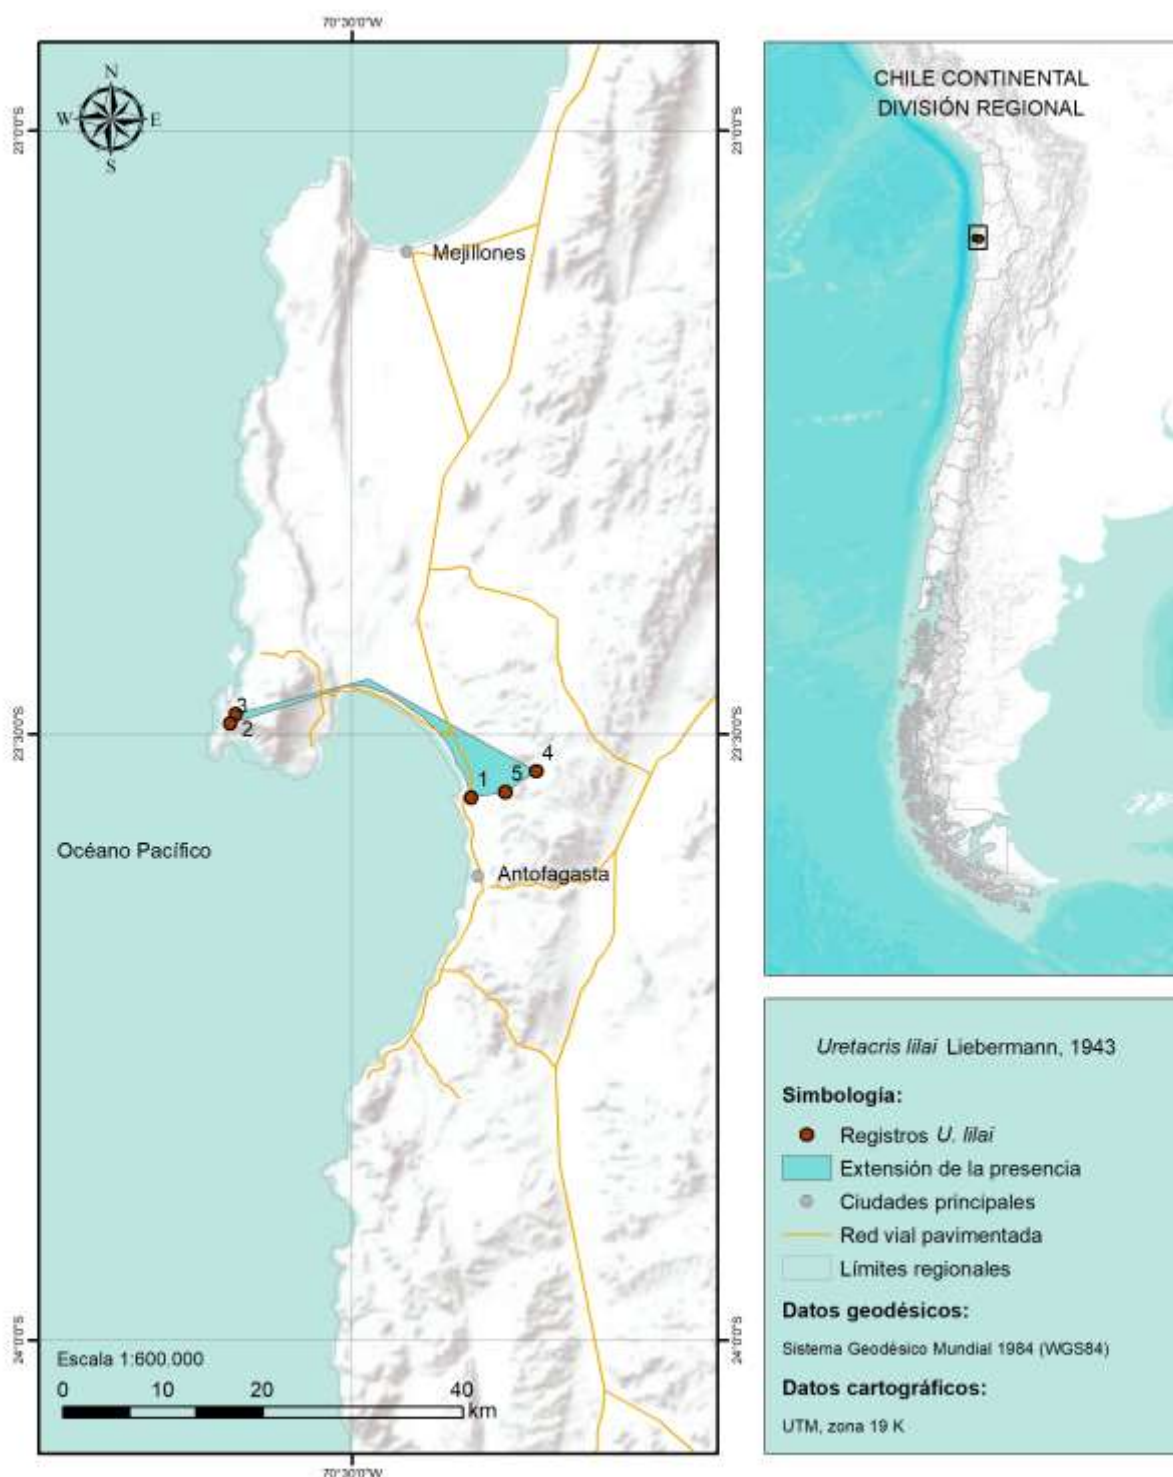 70°30'0"W
N
W E
S
23°0'0"S
23°0'0"S
Mejillones
3
2
4
5
1
23°30'0"S
23°30'0"S
Océano Pacífico
Antofagasta
24°0'0"S
24°0'0"S
Escala 1:600.000
0 10 20 40
km
70°30'0"W
CHILE CONTINENTAL
DIVISIÓN REGIONAL
Uretacris lilai Liebermann, 1943
Simbología:
Registros U. lilai
Extensión de la presencia
Ciudades principales
Red vial pavimentada
Límites regionales
Datos geodésicos:
Sistema Geodésico Mundial 1984 (WGS84)
Datos cartográficos:
UTM, zona 19 K